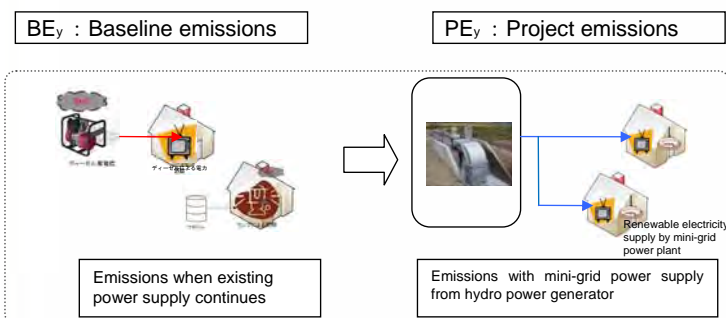 BEy : Baseline emissions
PEy : Project emissions
Renewable electricity
supply by mini-grid
power plant
Emissions when existing
power supply continues
Emissions with mini-grid power supply
from hydro power generator